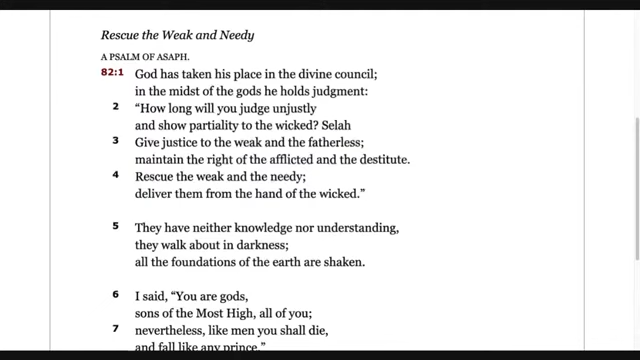 Rescue the Weak and Needy
A PSALM OF ASAPH.
82:1 God has taken his place in the divine council;
in the midst of the gods he holds judgment:
2 “How long will you judge unjustly
and show partiality to the wicked? Selah
3 Give justice to the weak and the fatherless;
maintain the right of the afflicted and the destitute.
4 Rescue the weak and the needy;
deliver them from the hand of the wicked.”
5 They have neither knowledge nor understanding,
they walk about in darkness;
all the foundations of the earth are shaken.
6 I said, “You are gods,
sons of the Most High, all of you;
7 nevertheless, like men you shall die,
and fall like any prince.”